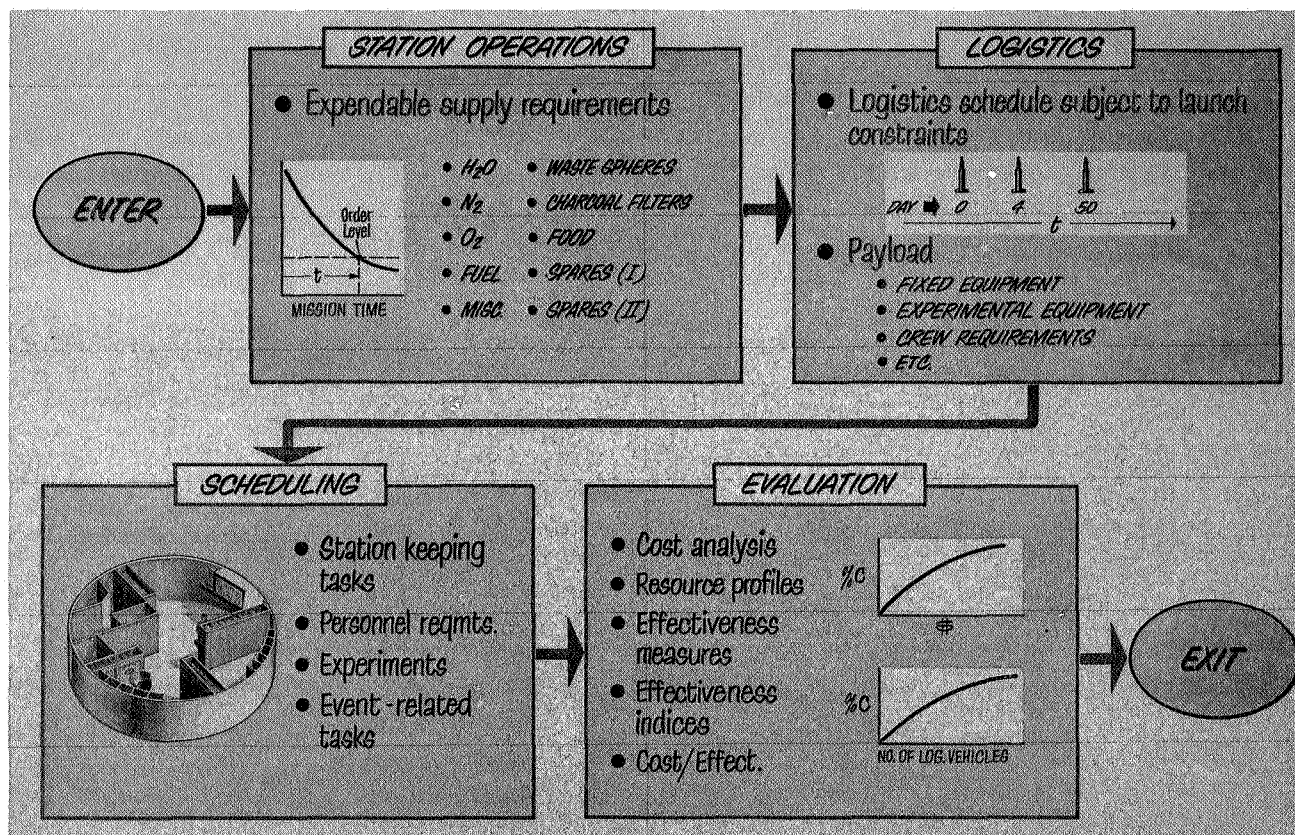 STATION OPERATIONS
• Expendable supply requirements
ENTER
Order
Level
t
MISSION TIME
• H₂O
• N₂
• O₂
• FUEL
• MISC.
• WASTE SPHERES
• CHARCOAL FILTERS
• FOOD
• SPARES (I)
• SPARES (II)
LOGISTICS
• Logistics schedule subject to launch
constraints
DAY 0 4 50
t
• Payload
• FIXED EQUIPMENT
• EXPERIMENTAL EQUIPMENT
• CREW REQUIREMENTS
• ETC.
SCHEDULING
• Station keeping
tasks
• Personnel reqmts.
• Experiments
• Event-related
tasks
EVALUATION
• Cost analysis
• Resource profiles
• Effectiveness
measures
• Effectiveness
indices
• Cost/Effect.
%C
$
%C
NO. OF LOG. VEHICLES
EXIT